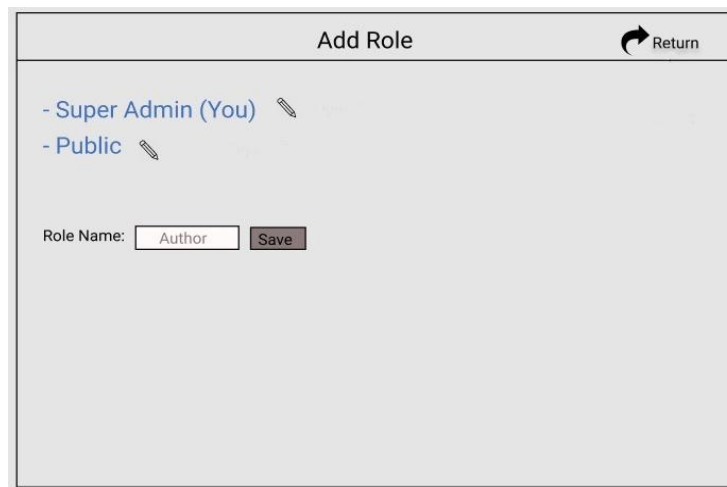 Add Role
Return
- Super Admin (You)
- Public
Role Name: Author Save